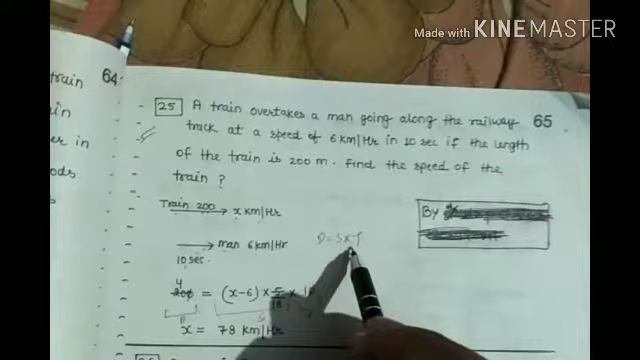 Made with KINEMASTER
train 64
in
er in
ods
25 A train overtakes a man going along the railway 65
track at a speed of 6 km/Hr in 10 sec if the length
of the train is 200 m. Find the speed of the
train?
Train 200 x km/Hr
man 6 km/Hr
10 sec
D = S x T
By
4
200 = (x-6) x 5/18 x 10
D
x = 78 km/Hr